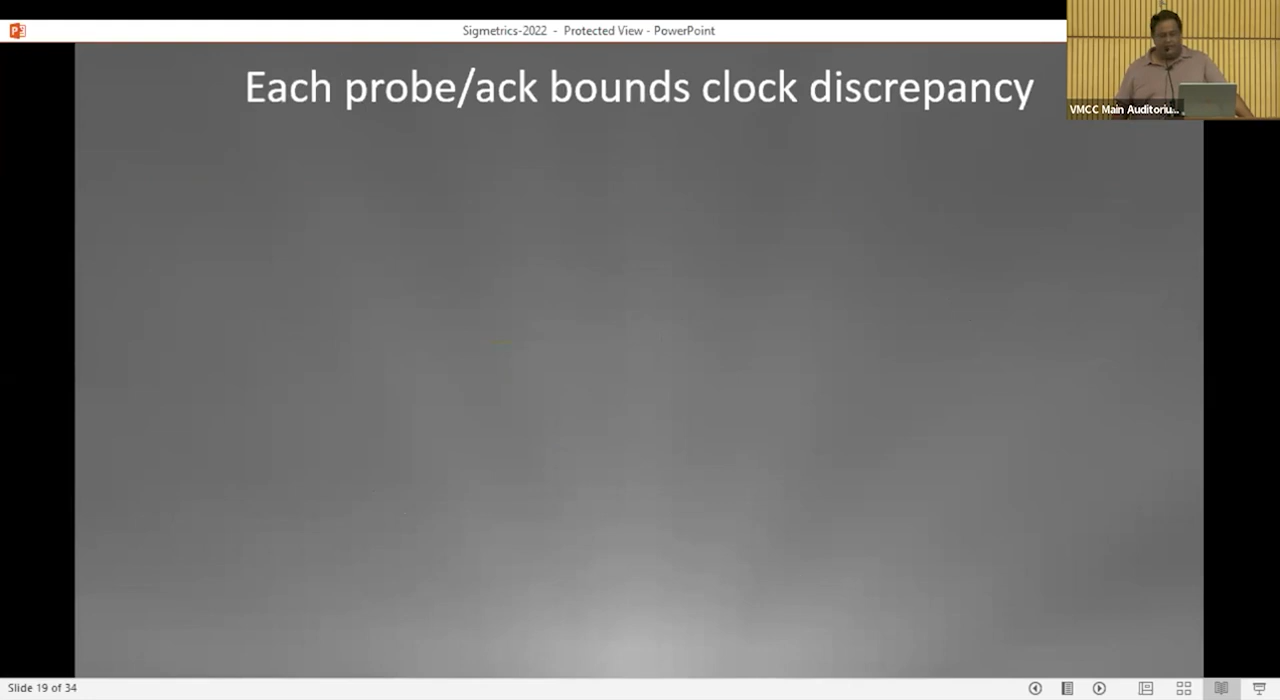 Sigmetrics-2022 - Protected View - PowerPoint
Each probe/ack bounds clock discrepancy
VMCC Main Auditoriu...
Slide 19 of 34